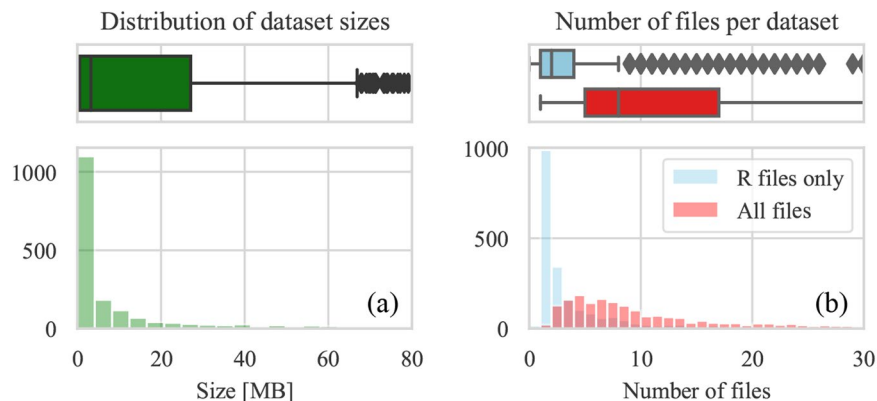 Distribution of dataset sizes
1000
500
0
(a)
0 20 40 60 80
Size [MB]
Number of files per dataset
1000
500
0
R files only
All files
(b)
0 10 20 30
Number of files